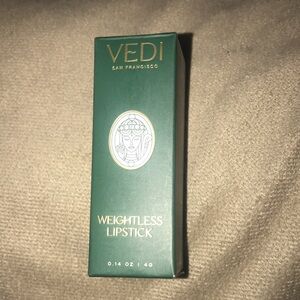 VEDI
SAN FRANCISCO
WEIGHTLESS
LIPSTICK
0.14 OZ | 4G